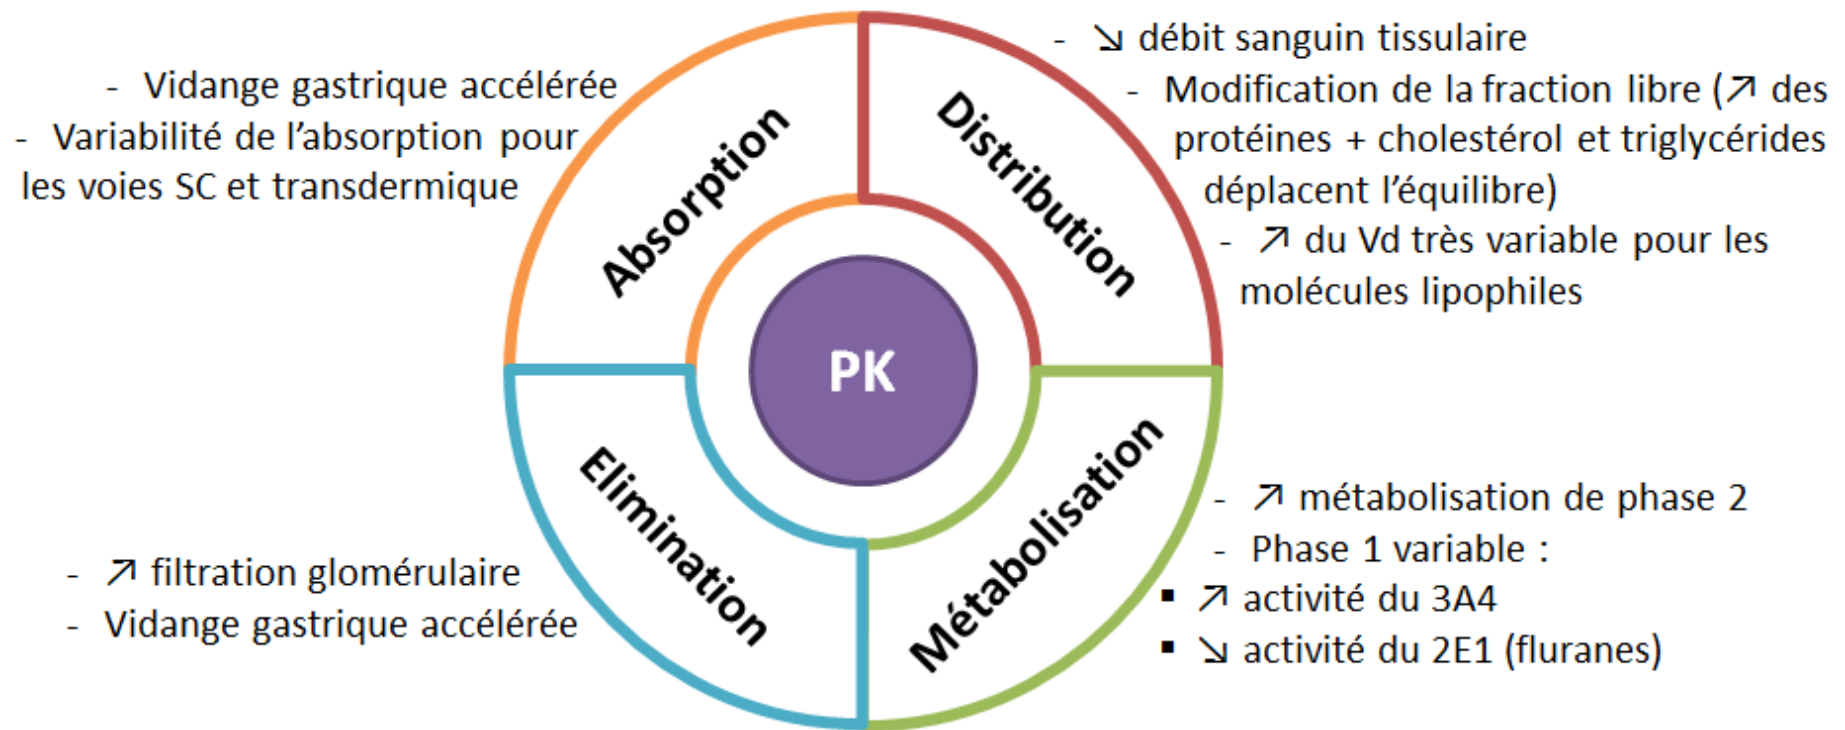 - Vidange gastrique accélérée
- Variabilité de l’absorption pour
les voies SC et transdermique
Absorption
- ↘ débit sanguin tissulaire
- Modification de la fraction libre (↗ des
protéines + cholestérol et triglycérides
déplacent l’équilibre)
- ↗ du Vd très variable pour les
molécules lipophiles
Distribution
PK
Elimination
- ↗ filtration glomérulaire
- Vidange gastrique accélérée
Métabolisation
- ↗ métabolisation de phase 2
- Phase 1 variable :
▪ ↗ activité du 3A4
▪ ↘ activité du 2E1 (fluranes)